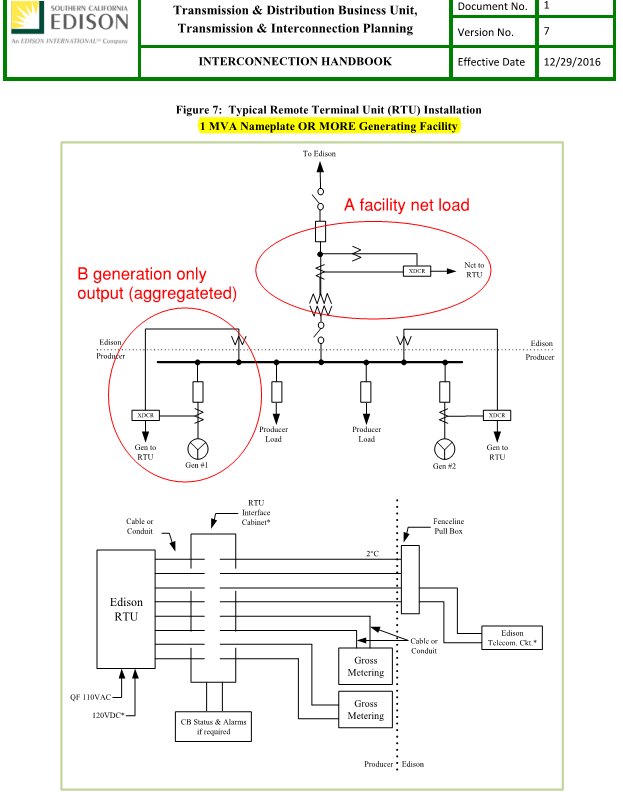 SOUTHERN CALIFORNIA
EDISON
An EDISON INTERNATIONAL℠ Company
Transmission & Distribution Business Unit,
Transmission & Interconnection Planning
INTERCONNECTION HANDBOOK
Document No. 1
Version No. 7
Effective Date 12/29/2016
Figure 7: Typical Remote Terminal Unit (RTU) Installation
1 MVA Nameplate OR MORE Generating Facility
To Edison
A facility net load
XDCR
Net to
RTU
B generation only
output (aggregateted)
Edison
Producer
Edison
Producer
XDCR
Gen to
RTU
Gen #1
Producer
Load
Producer
Load
Gen #2
XDCR
Gen to
RTU
RTU
Interface
Cabinet*
Cable or
Conduit
Fenceline
Pull Box
2"C
Edison
RTU
Edison
Telecom. Ckt.*
Cable or
Conduit
Gross
Metering
Gross
Metering
QF 110VAC
120VDC*
CB Status & Alarms
if required
Producer Edison